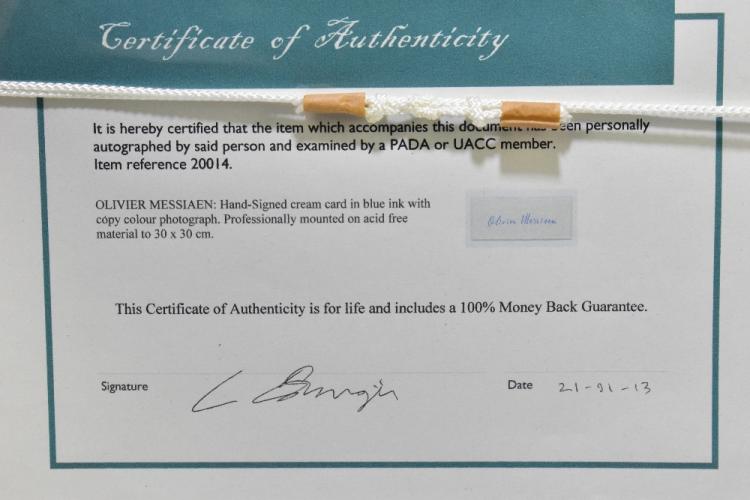 Certificate of Authenticity
It is hereby certified that the item which accompanies this document has been personally
autographed by said person and examined by a PADA or UACC member.
Item reference 20014.
OLIVIER MESSIAEN: Hand-Signed cream card in blue ink with
copy colour photograph. Professionally mounted on acid free
material to 30 x 30 cm.
Olivier Messiaen
This Certificate of Authenticity is for life and includes a 100% Money Back Guarantee.
Signature
Date 21-01-13